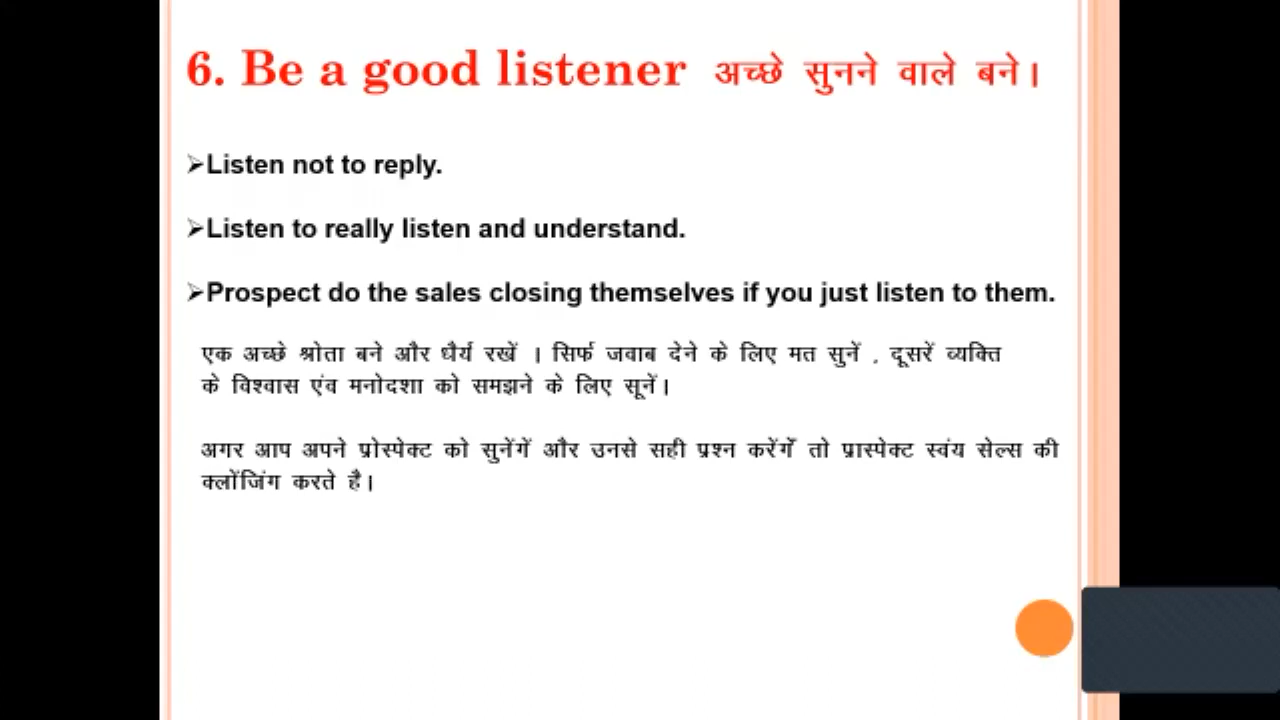 6. Be a good listener अच्छे सुनने वाले बने।
➢Listen not to reply.
➢Listen to really listen and understand.
➢Prospect do the sales closing themselves if you just listen to them.
एक अच्छे श्रोता बने और धैर्य रखें । सिर्फ जवाब देने के लिए मत सुनें , दूसरें व्यक्ति
के विश्वास एंव मनोदशा को समझने के लिए सूनें।
अगर आप अपने प्रोस्पेक्ट को सुनेंगें और उनसे सही प्रश्न करेंगेँ तो प्रास्पेक्ट स्वंय सेल्स की
क्लोंजिंग करते है।